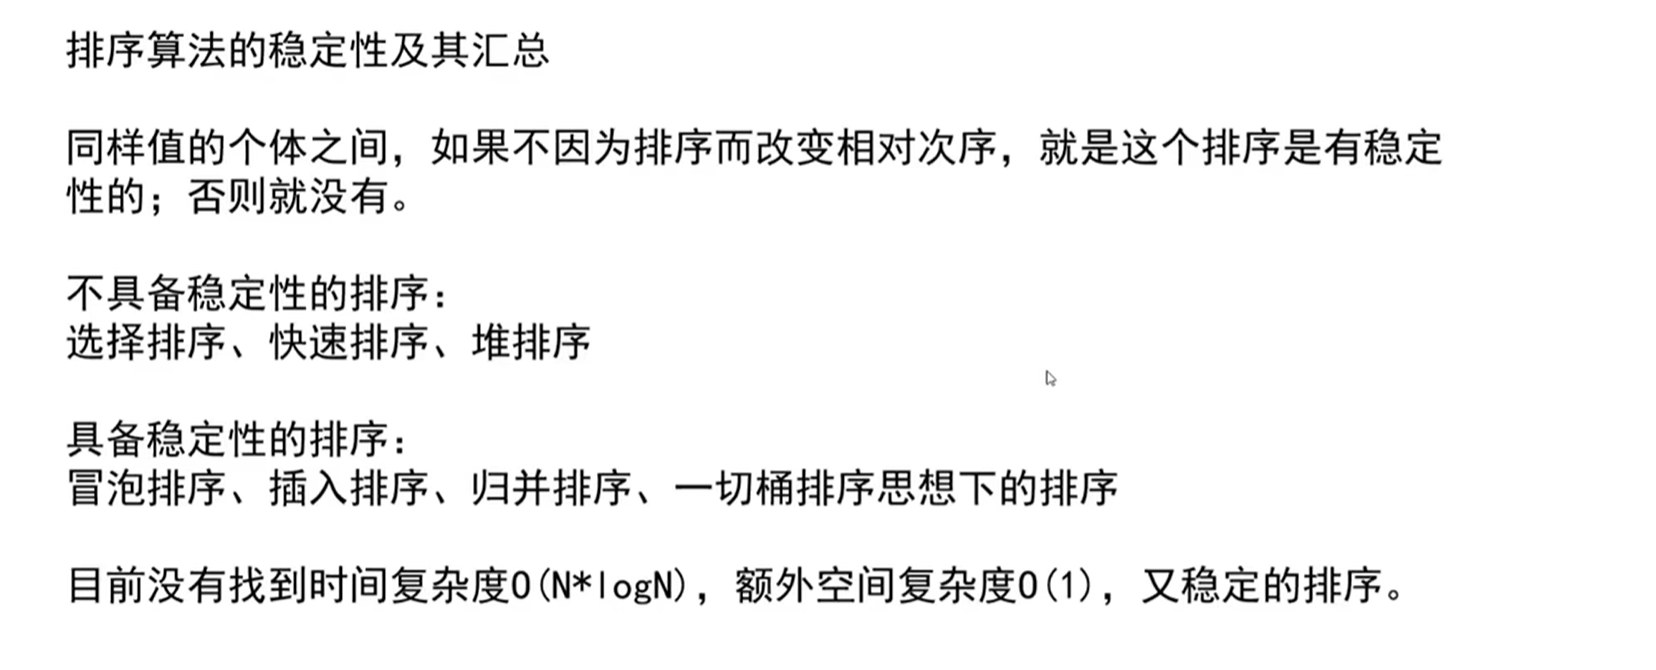 排序算法的稳定性及其汇总
同样值的个体之间，如果不因为排序而改变相对次序，就是这个排序是有稳定
性的；否则就没有。
不具备稳定性的排序：
选择排序、快速排序、堆排序
具备稳定性的排序：
冒泡排序、插入排序、归并排序、一切桶排序思想下的排序
目前没有找到时间复杂度O(N*logN)，额外空间复杂度O(1)，又稳定的排序。